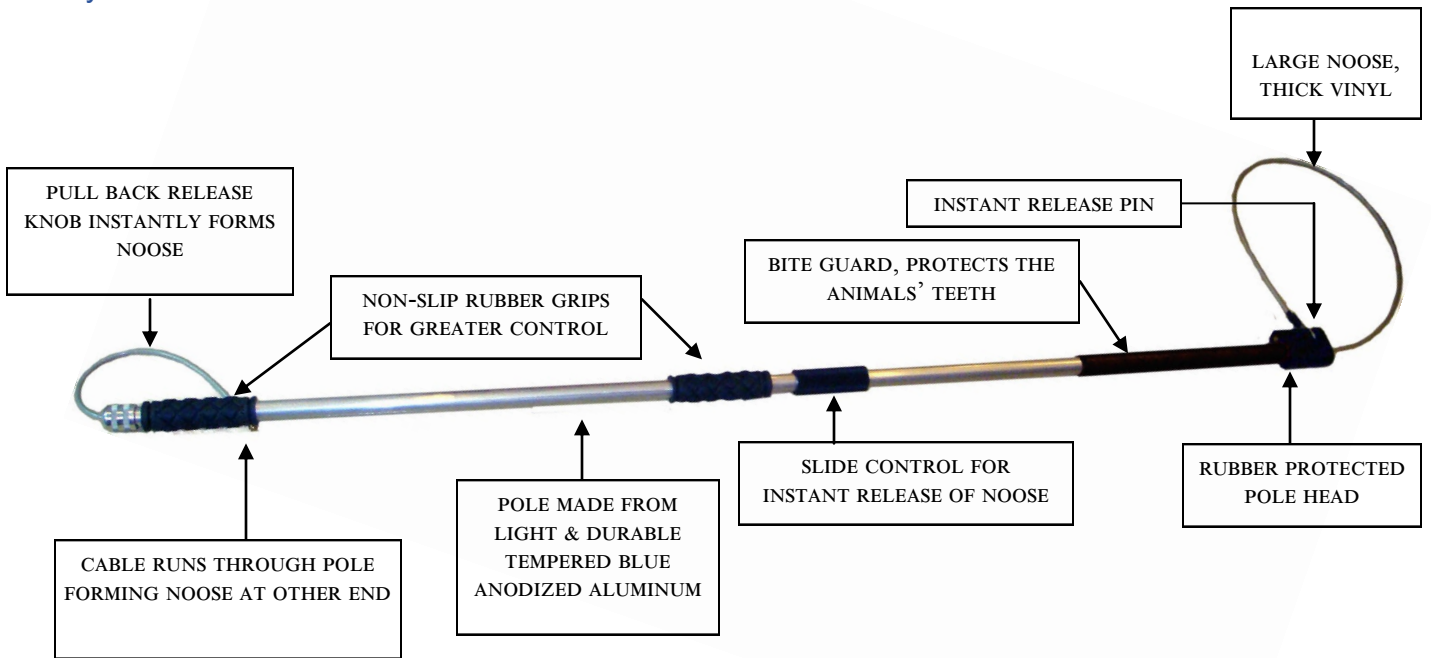 LARGE NOOSE,
THICK VINYL
PULL BACK RELEASE
KNOB INSTANTLY FORMS
NOOSE
INSTANT RELEASE PIN
BITE GUARD, PROTECTS THE
ANIMALS’ TEETH
NON-SLIP RUBBER GRIPS
FOR GREATER CONTROL
SLIDE CONTROL FOR
INSTANT RELEASE OF NOOSE
RUBBER PROTECTED
POLE HEAD
POLE MADE FROM
LIGHT & DURABLE
TEMPERED BLUE
ANODIZED ALUMINUM
CABLE RUNS THROUGH POLE
FORMING NOOSE AT OTHER END